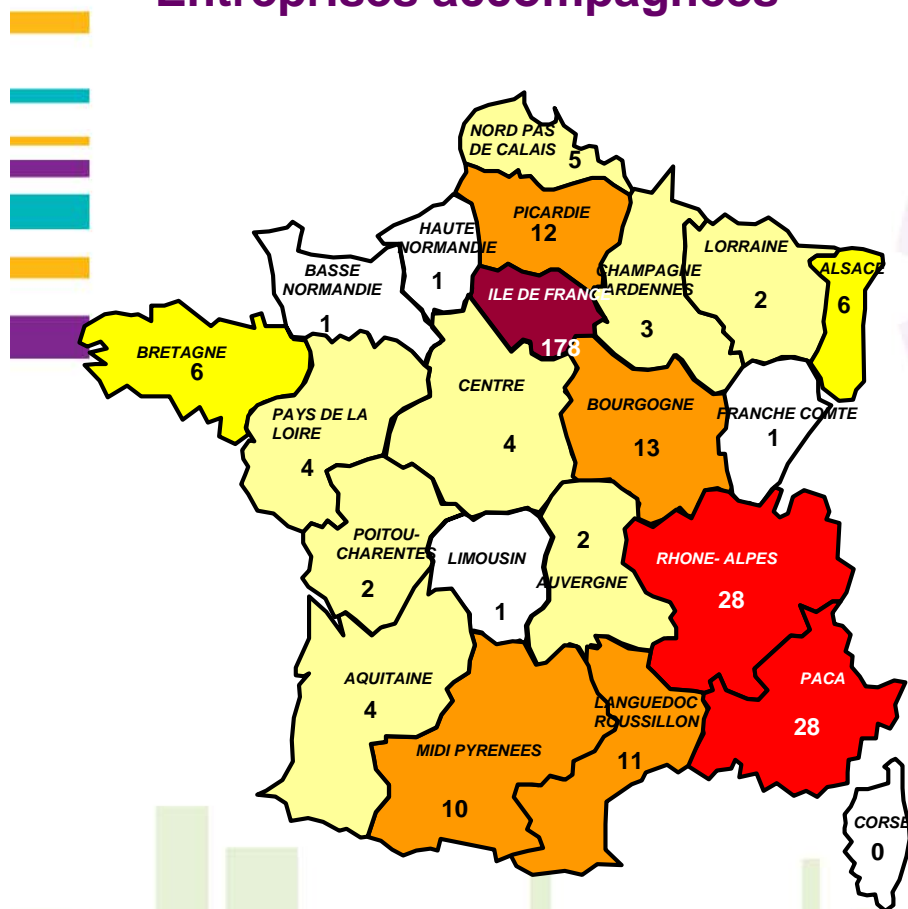 Entreprises accompagnées
NORD PAS
DE CALAIS
5
PICARDIE
12
HAUTE
NORMANDIE
1
BASSE
NORMANDIE
1
ILE DE FRANCE
178
CHAMPAGNE
ARDENNES
3
LORRAINE
2
ALSACE
6
BRETAGNE
6
PAYS DE LA
LOIRE
4
CENTRE
4
BOURGOGNE
13
FRANCHE COMTE
1
POITOU-
CHARENTES
2
LIMOUSIN
1
2
AUVERGNE
RHONE- ALPES
28
AQUITAINE
4
MIDI PYRENEES
10
LANGUEDOC
ROUSSILLON
11
PACA
28
CORSE
0